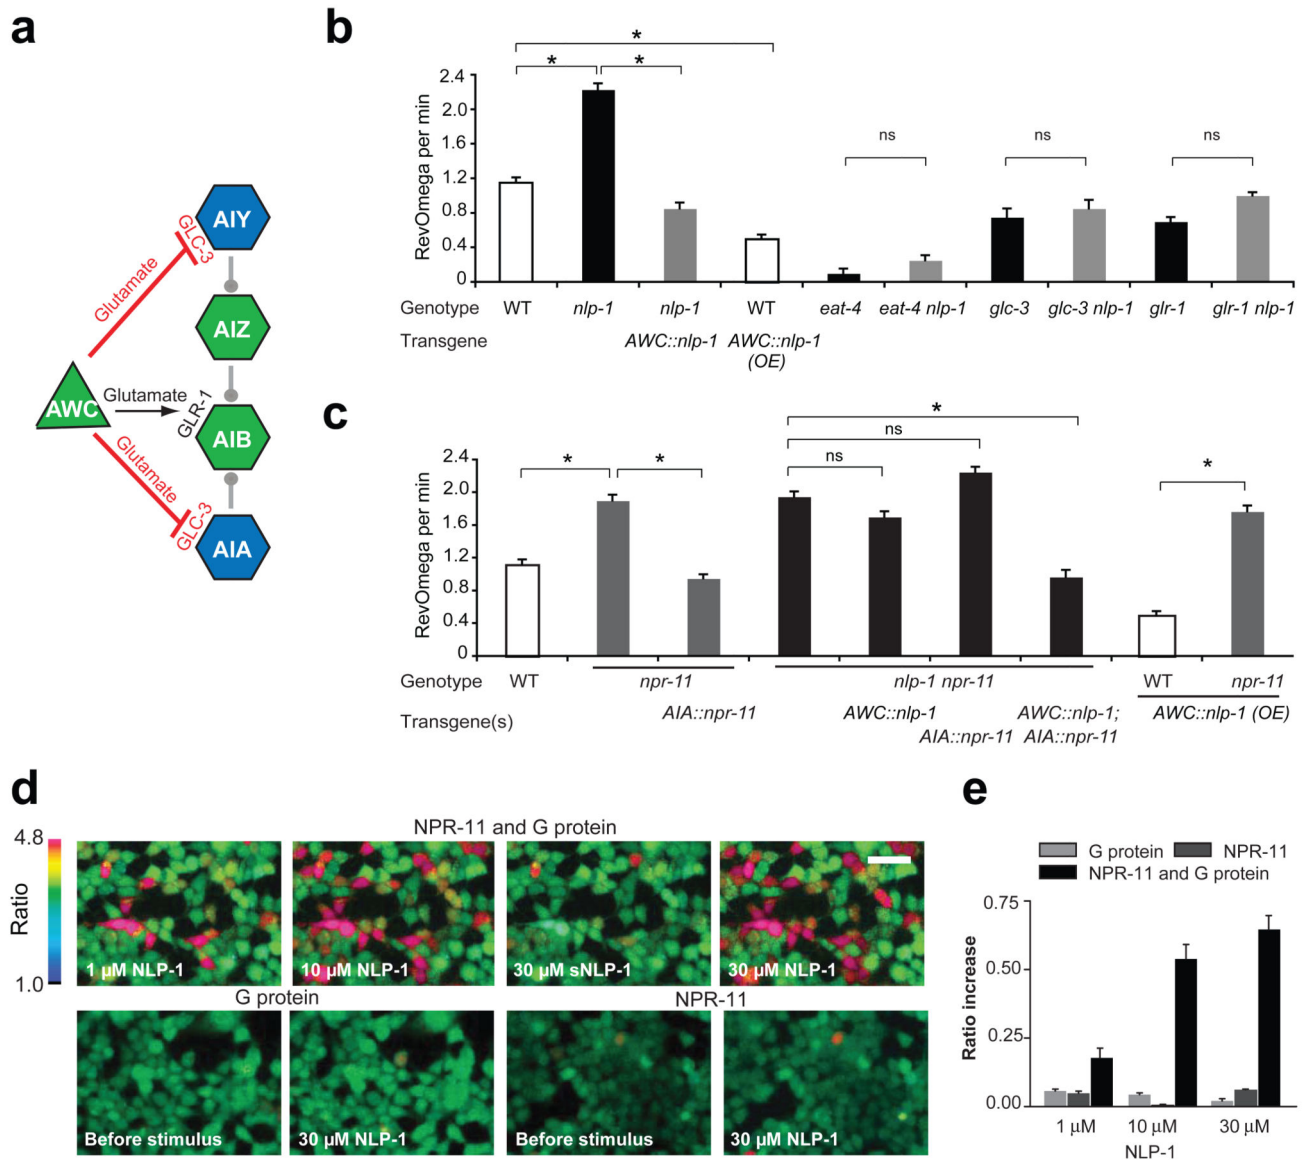 a
AIY
GLC-3
Glutamate
AIZ
AWC
Glutamate
GLR-1
AIB
Glutamate
GLC-3
AIA
b
RevOmega per min
2.4
2.0
1.6
1.2
0.8
0.4
0
*
*
*
ns
ns
ns
Genotype WT nlp-1 nlp-1 WT eat-4 eat-4 nlp-1 glc-3 glc-3 nlp-1 glr-1 glr-1 nlp-1
Transgene AWC::nlp-1 AWC::nlp-1
(OE)
c
RevOmega per min
2.4
2.0
1.6
1.2
0.8
0.4
0
*
*
*
ns
ns
*
Genotype WT npr-11 nlp-1 npr-11 WT npr-11
Transgene(s) AIA::npr-11 AWC::nlp-1 AWC::nlp-1; AWC::nlp-1 (OE)
AIA::npr-11 AIA::npr-11
d
NPR-11 and G protein
4.8
Ratio
1.0
1 µM NLP-1
10 µM NLP-1
30 µM sNLP-1
30 µM NLP-1
G protein
NPR-11
Before stimulus
30 µM NLP-1
Before stimulus
30 µM NLP-1
e
G protein
NPR-11
NPR-11 and G protein
Ratio increase
0.75
0.50
0.25
0.00
1 µM 10 µM 30 µM
NLP-1